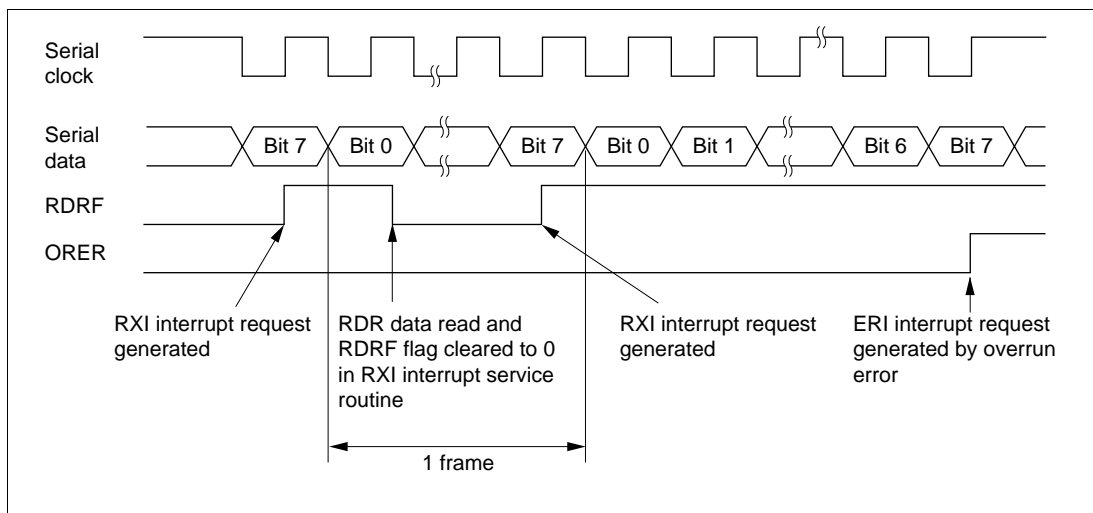 Serial
clock
Serial
data
Bit 7
Bit 0
Bit 7
Bit 0
Bit 1
Bit 6
Bit 7
RDRF
ORER
RXI interrupt request
generated
RDR data read and
RDRF flag cleared to 0
in RXI interrupt service
routine
RXI interrupt request
generated
ERI interrupt request
generated by overrun
error
1 frame